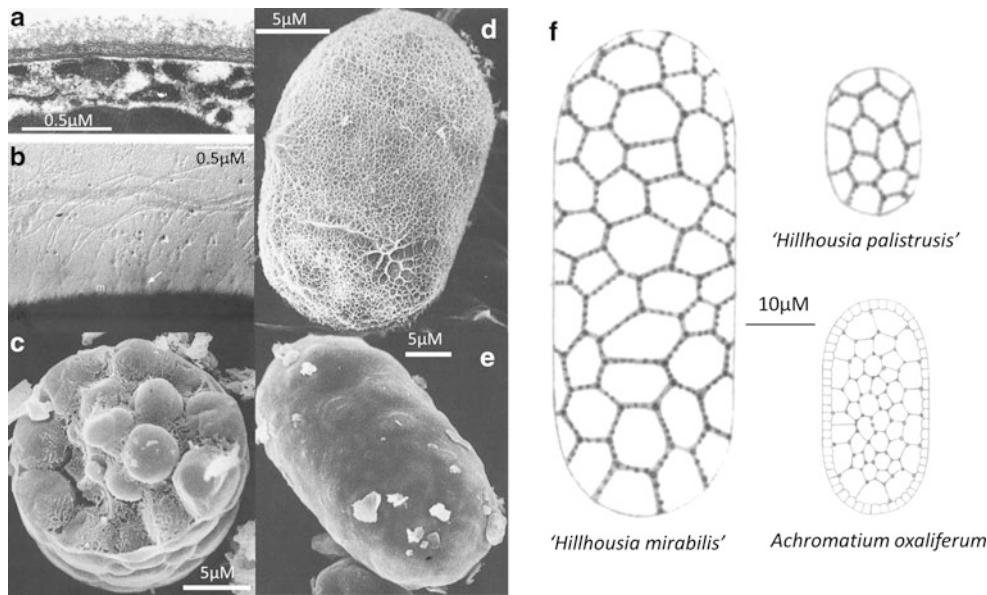 a
0.5μM
b
0.5μM
m
c
5μM
5μM
d
5μM
e
f
'Hillhousia palistrusis'
10μM
'Hillhousia mirabilis'
Achromatium oxaliferum